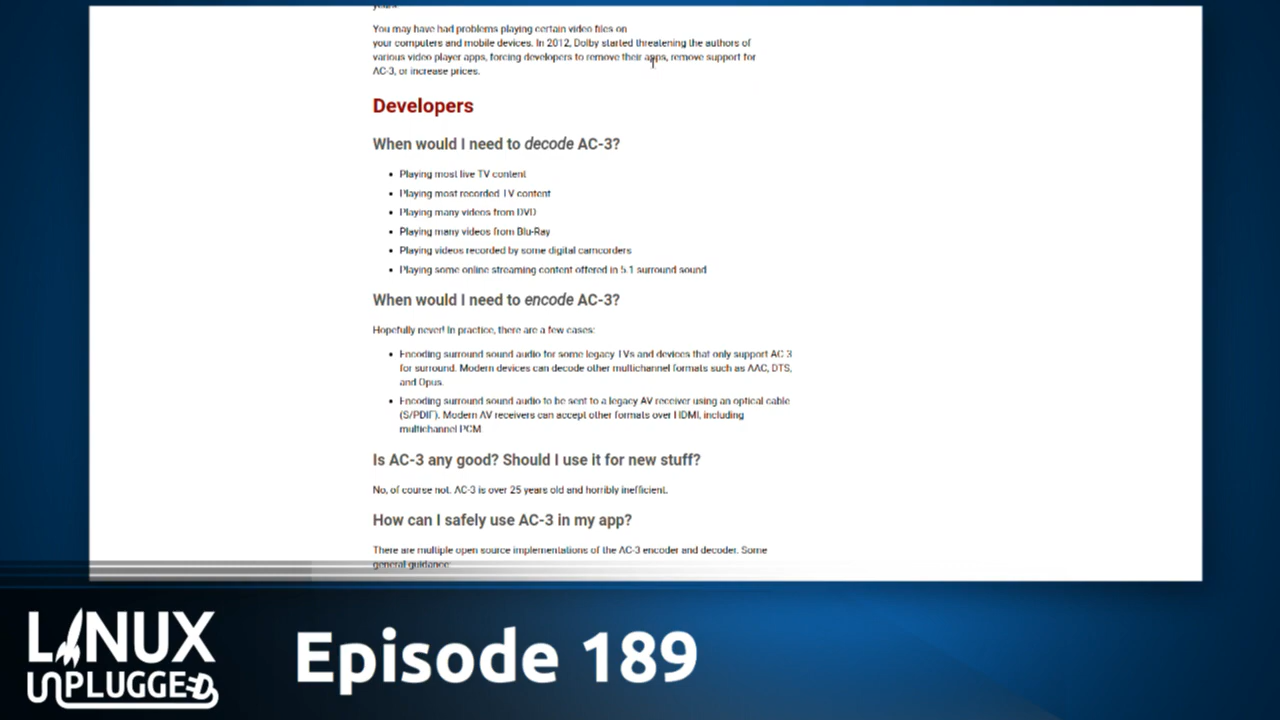 years.
You may have had problems playing certain video files on
your computers and mobile devices. In 2012, Dolby started threatening the authors of
various video player apps, forcing developers to remove their apps, remove support for
AC-3, or increase prices.
Developers
When would I need to decode AC-3?
• Playing most live TV content
• Playing most recorded TV content
• Playing many videos from DVD
• Playing many videos from Blu-Ray
• Playing videos recorded by some digital camcorders
• Playing some online streaming content offered in 5.1 surround sound
When would I need to encode AC-3?
Hopefully never! In practice, there are a few cases:
• Encoding surround sound audio for some legacy TVs and devices that only support AC-3
for surround. Modern devices can decode other multichannel formats such as AAC, DTS,
and Opus.
• Encoding surround sound audio to be sent to a legacy AV receiver using an optical cable
(S/PDIF). Modern AV receivers can accept other formats over HDMI, including
multichannel PCM.
Is AC-3 any good? Should I use it for new stuff?
No, of course not. AC-3 is over 25 years old and horribly inefficient.
How can I safely use AC-3 in my app?
There are multiple open source implementations of the AC-3 encoder and decoder. Some
general guidance:
LINUX
UNPLUGGED
Episode 189